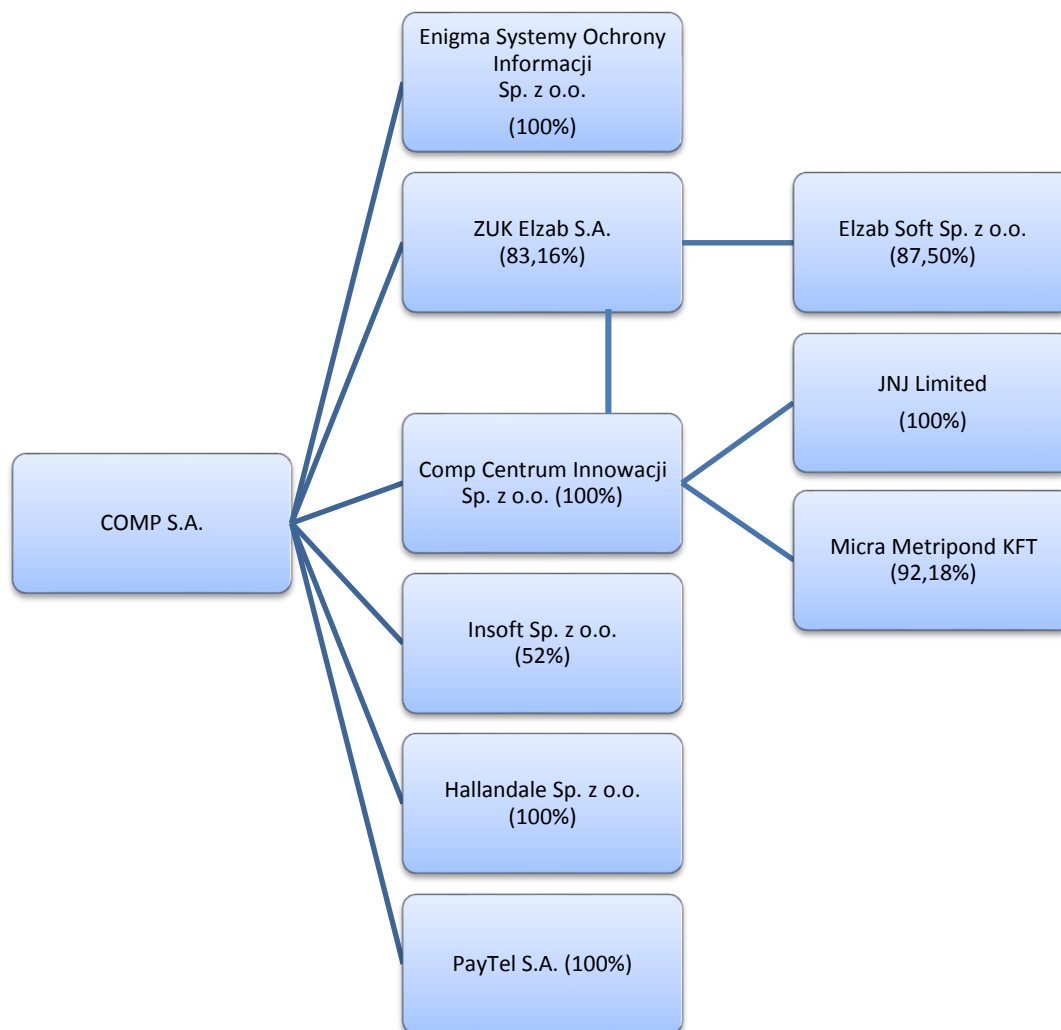 Enigma Systemy Ochrony
Informacji
Sp. z o.o.
(100%)
ZUK Elzab S.A.
(83,16%)
Elzab Soft Sp. z o.o.
(87,50%)
JNJ Limited
(100%)
COMP S.A.
Comp Centrum Innowacji
Sp. z o.o. (100%)
Micra Metripond KFT
(92,18%)
Insoft Sp. z o.o.
(52%)
Hallandale Sp. z o.o.
(100%)
PayTel S.A. (100%)